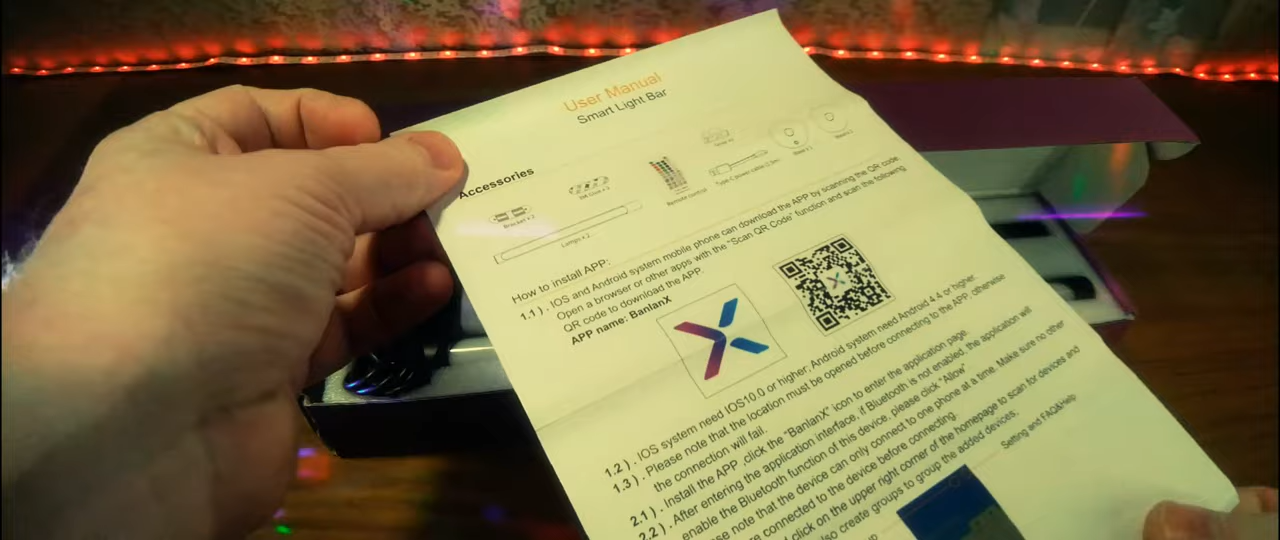 User Manual
Smart Light Bar
Accessories
Bracket x 2
Remote control
Type C power cable
Lamps x 2
How to install APP:
1.1 ) . IOS and Android system mobile phone can download the APP by scanning the QR code.
Open a browser or other apps with the "Scan QR Code" function and scan the following
QR code to download the APP.
APP name: BanlanX
1.2 ) . IOS system need IOS10.0 or higher; Android system need Android 4.4 or higher.
1.3 ) . Please note that the location must be opened before connecting to the APP, otherwise
the connection will fail.
2.1 ) . Install the APP ,click the "BanlanX" icon to enter the application page.
2.2 ) . After entering the application interface, if Bluetooth is not enabled, the application will
enable the Bluetooth function of this device, please click "Allow"
note that the device can only connect to one phone at a time. Make sure no other
connected to the device before connecting.
click on the upper right corner of the homepage to scan for devices and
also create groups to group the added devices;
Setting and FAQ&Help